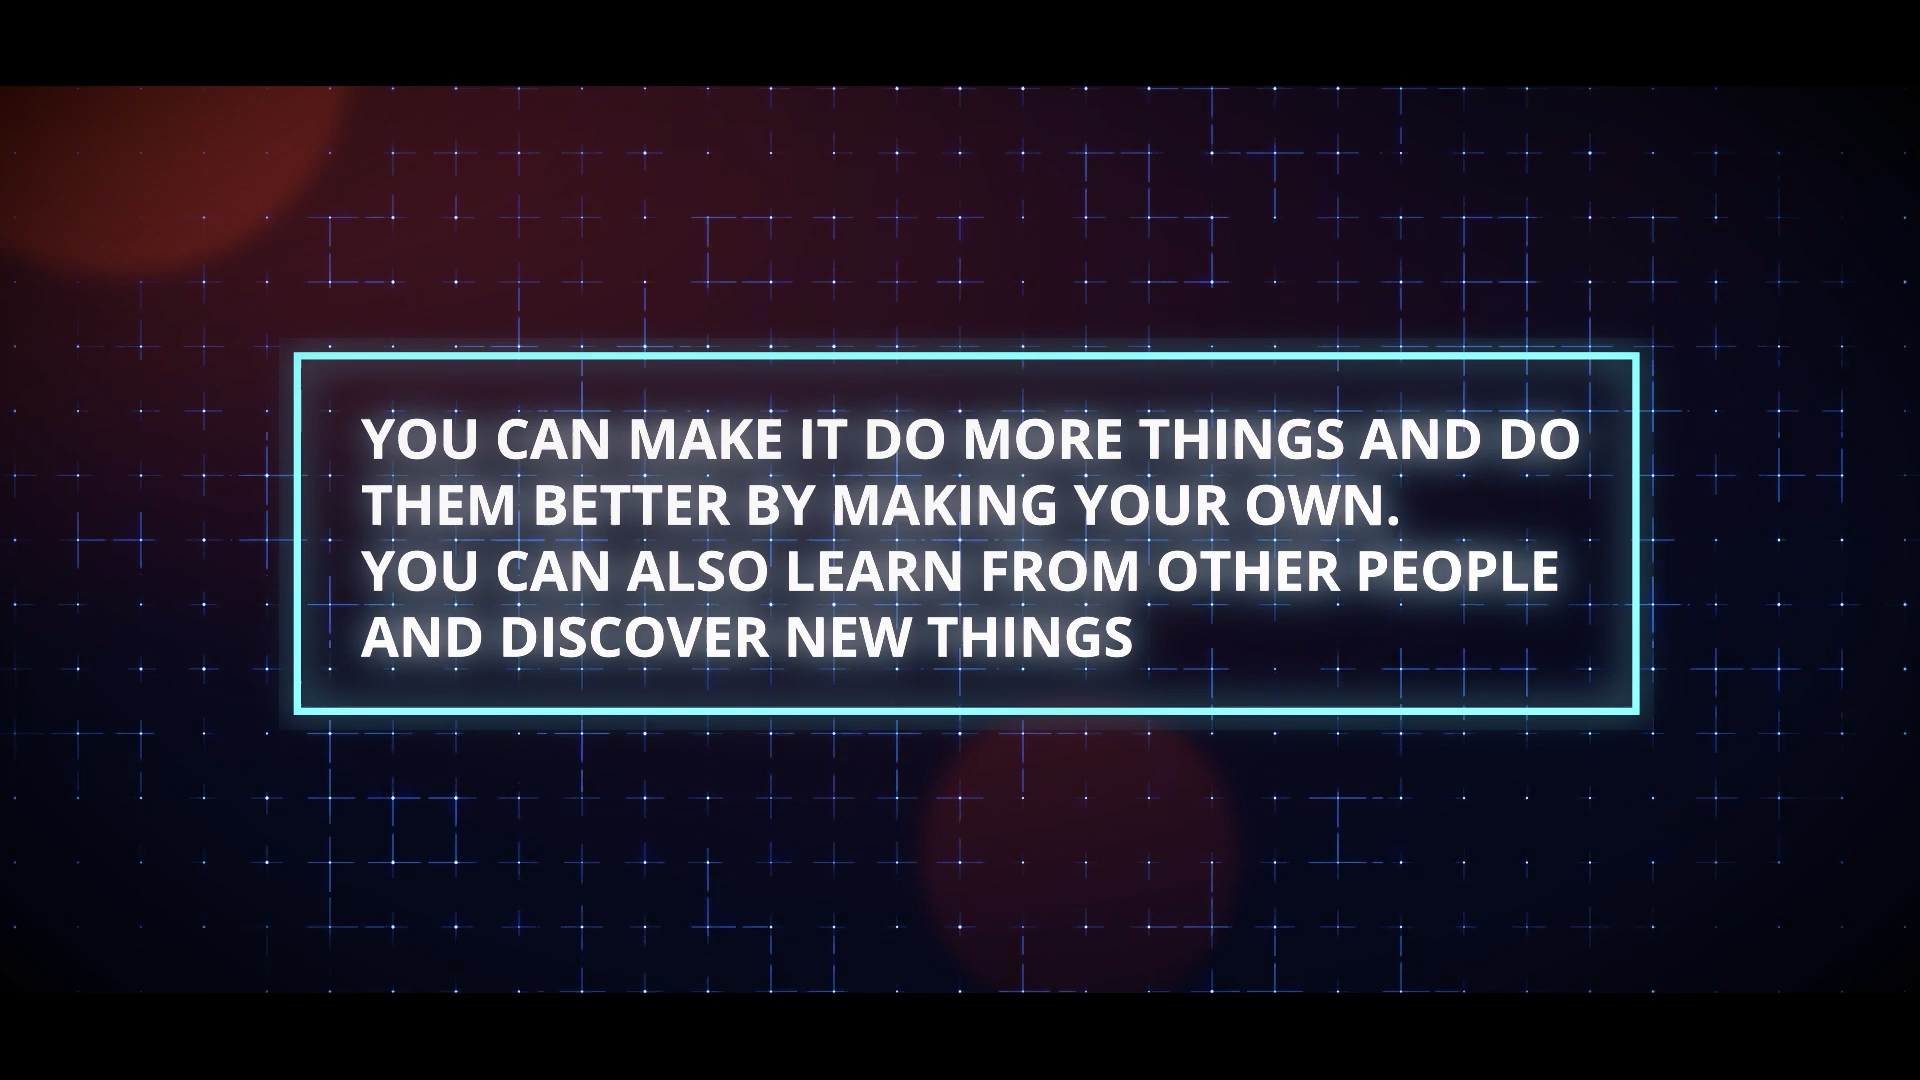 YOU CAN MAKE IT DO MORE THINGS AND DO
THEM BETTER BY MAKING YOUR OWN.
YOU CAN ALSO LEARN FROM OTHER PEOPLE
AND DISCOVER NEW THINGS